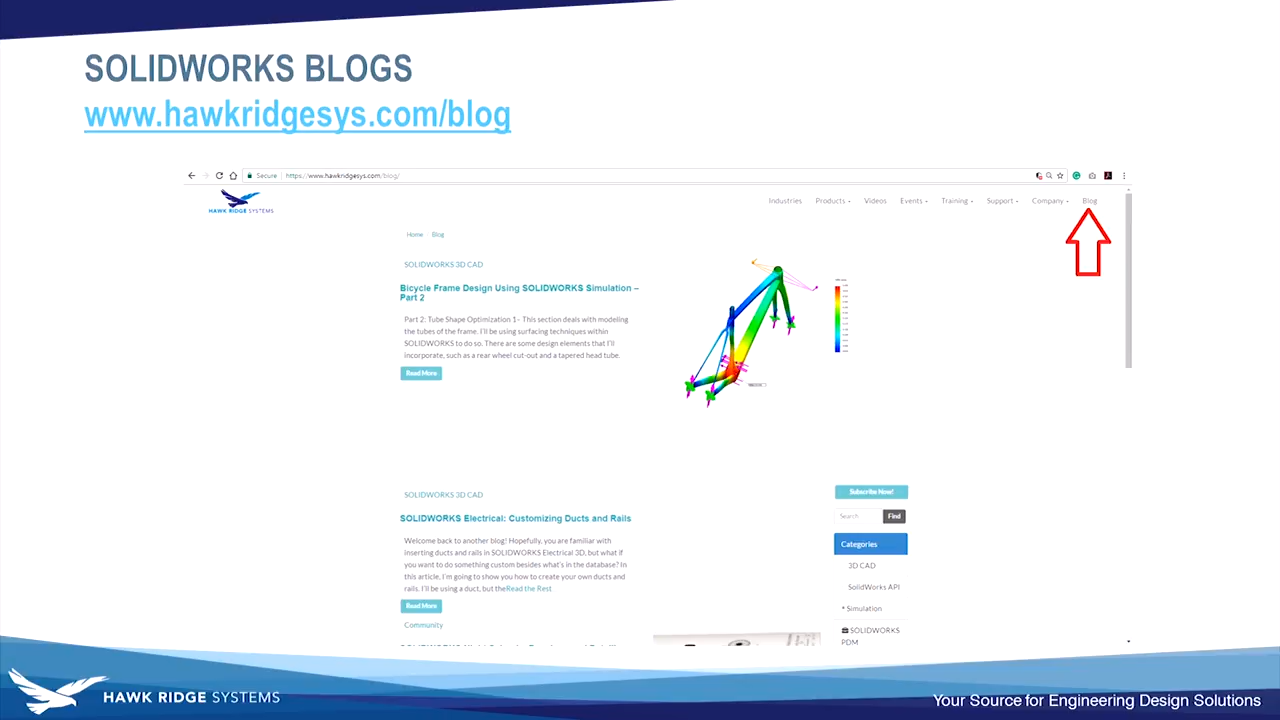 SOLIDWORKS BLOGS
www.hawkridgesys.com/blog
Secure https://www.hawkridgesys.com/blog/
HAWK RIDGE SYSTEMS
Industries Products Videos Events Training Support Company Blog
Home Blog
SOLIDWORKS 3D CAD
Bicycle Frame Design Using SOLIDWORKS Simulation –
Part 2
Part 2: Tube Shape Optimization 1– This section deals with modeling
the tubes of the frame. I'll be using surfacing techniques within
SOLIDWORKS to do so. There are some design elements that I'll
incorporate, such as a rear wheel cut-out and a tapered head tube.
Read More
SOLIDWORKS 3D CAD
SOLIDWORKS Electrical: Customizing Ducts and Rails
Welcome back to another blog! Hopefully, you are familiar with
inserting ducts and rails in SOLIDWORKS Electrical 3D, but what if
you want to do something custom besides what's in the database? In
this article, I'm going to show you how to create your own ducts and
rails. I'll be using a duct, but theRead the Rest
Read More
Community
Subscribe Now!
Search Find
Categories
3D CAD
SolidWorks API
* Simulation
SOLIDWORKS
PDM
HAWK RIDGE SYSTEMS
Your Source for Engineering Design Solutions